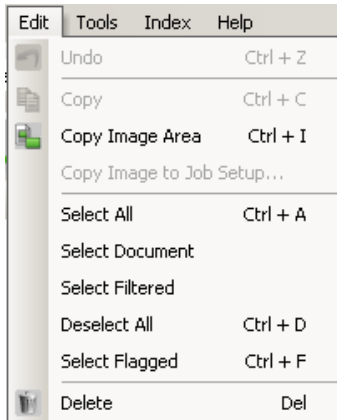 Edit Tools Index Help
Undo Ctrl + Z
Copy Ctrl + C
Copy Image Area Ctrl + I
Copy Image to Job Setup...
Select All Ctrl + A
Select Document
Select Filtered
Deselect All Ctrl + D
Select Flagged Ctrl + F
Delete Del